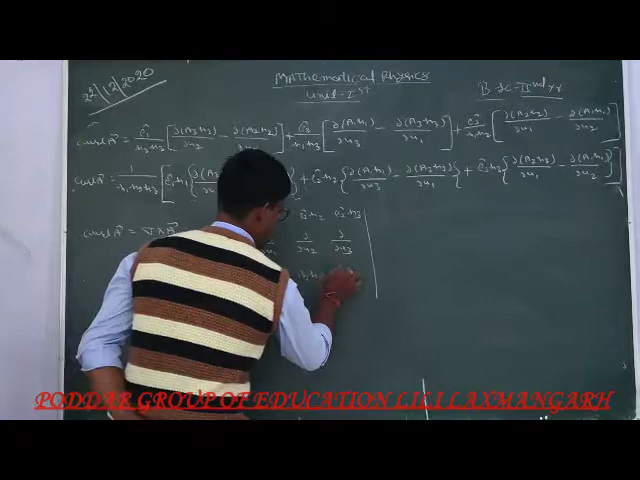 22/12/2020
Mathematical Physics
Unit-Ist
B.Sc-IInd yr
curl A⃗ = ê₁/h₂h₃ [∂(A₃h₃)/∂u₂ − ∂(A₂h₂)/∂u₃] + ê₂/h₁h₃ [∂(A₁h₁)/∂u₃ − ∂(A₃h₃)/∂u₁] + ê₃/h₁h₂ [∂(A₂h₂)/∂u₁ − ∂(A₁h₁)/∂u₂]
curl A⃗ = 1/h₁h₂h₃ [ê₁h₁ { + ê₂h₂ {∂(A₁h₁)/∂u₃ − ∂(A₃h₃)/∂u₁} + ê₃h₃ {∂(A₂h₂)/∂u₁ − ∂(A₁h₁)/∂u₂}]
ê₂h₂ ê₃h₃
curl A⃗ = ∇×A⃗ ∂/∂u₂ ∂/∂u₃
PODDAR GROUP OF EDUCATION LILI LAXMANGARH